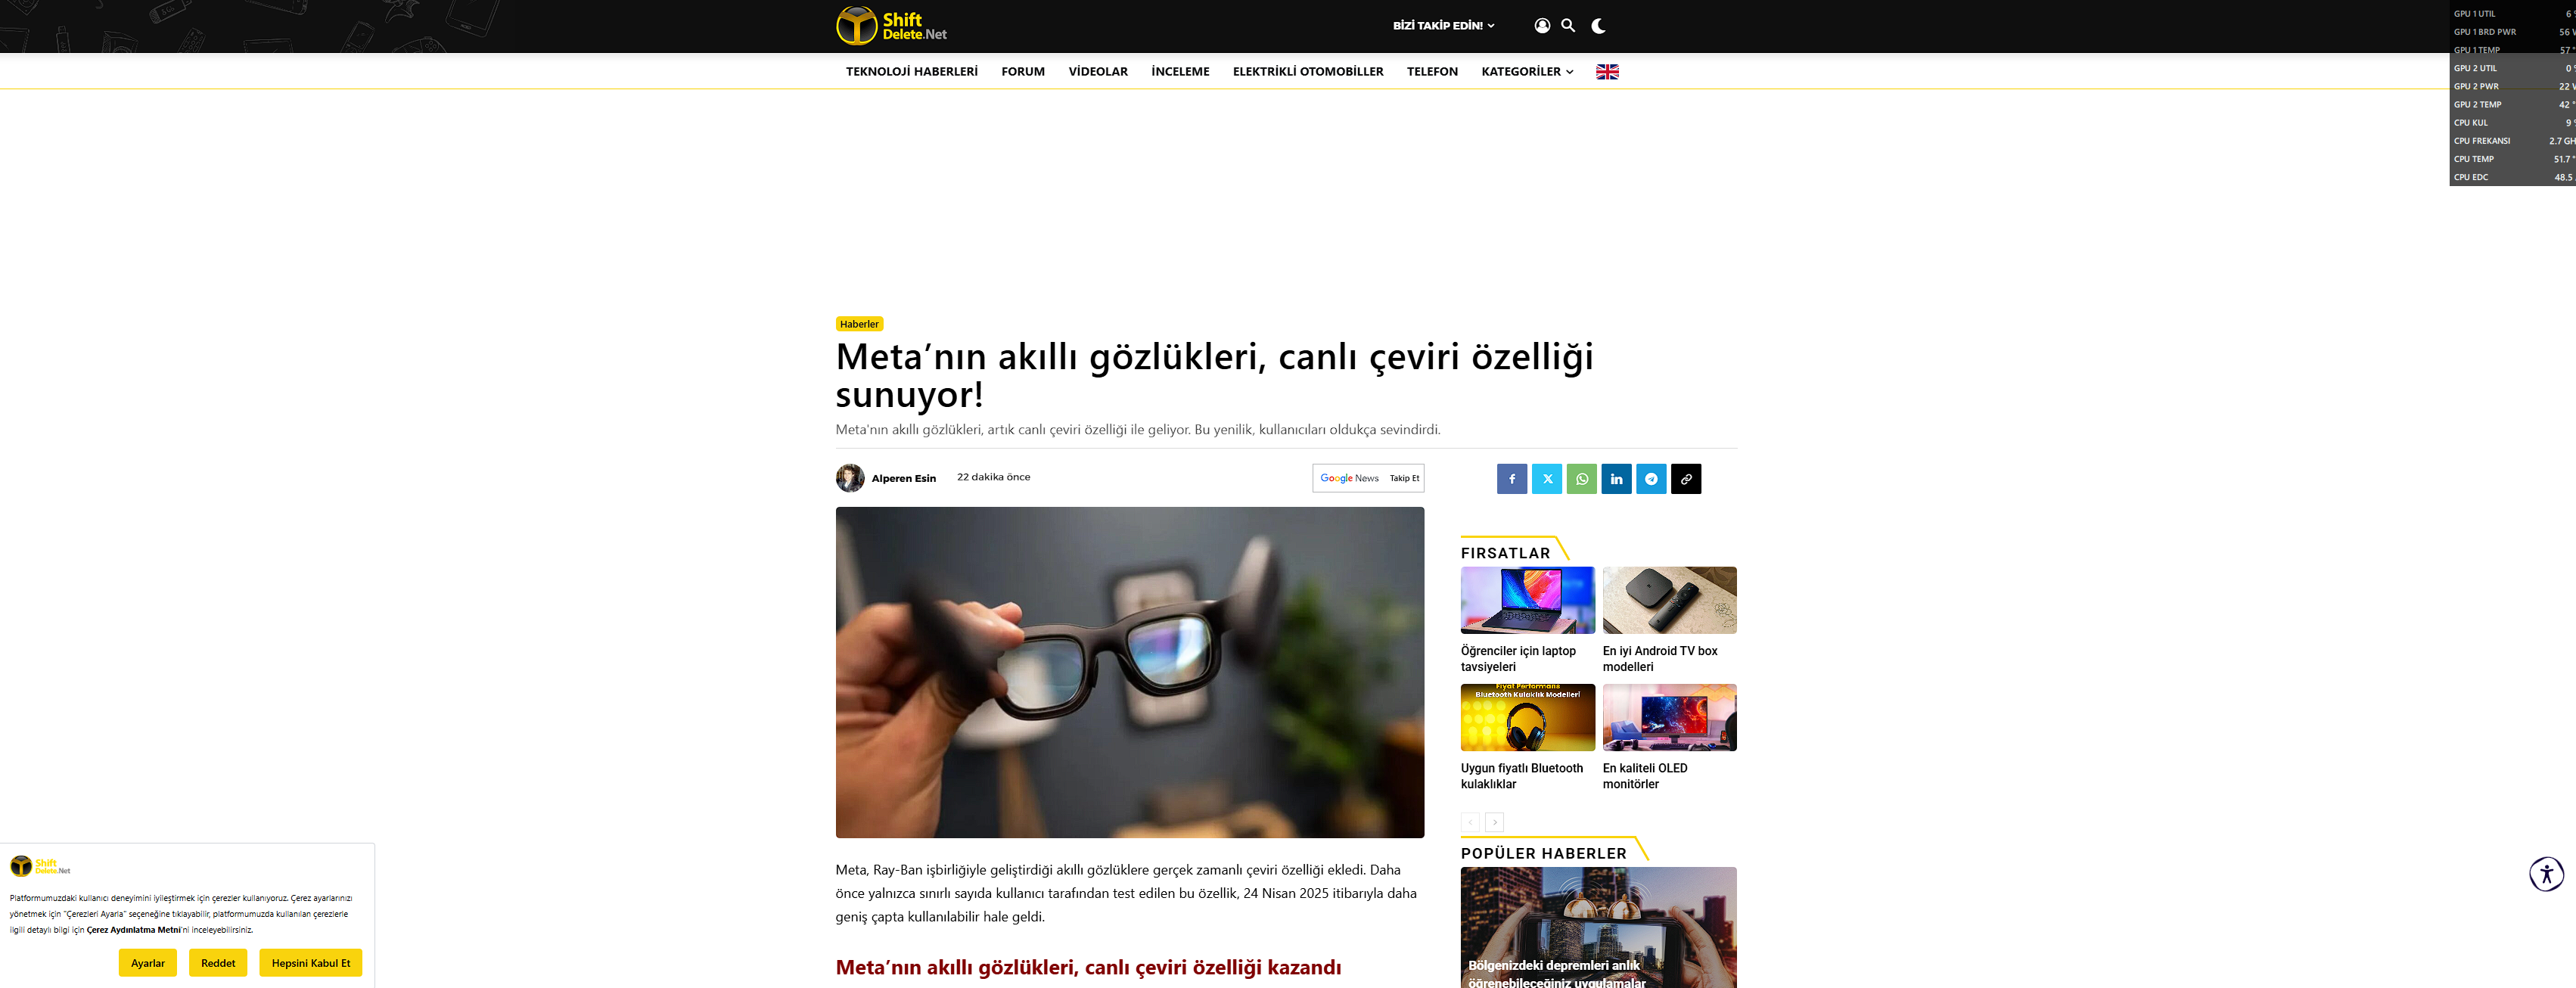 Shift
Delete.Net
BİZİ TAKİP EDİN!
TEKNOLOJİ HABERLERİ FORUM VİDEOLAR İNCELEME ELEKTRİKLİ OTOMOBİLLER TELEFON KATEGORİLER
GPU 1 UTIL 6
GPU 1 BRD PWR 56
GPU 1 TEMP 57
GPU 2 UTIL 0
GPU 2 PWR 22
GPU 2 TEMP 42
CPU KUL 9
CPU FREKANSI 2.7 GH
CPU TEMP 51.7
CPU EDC 48.5
Haberler
Meta’nın akıllı gözlükleri, canlı çeviri özelliği
sunuyor!
Meta'nın akıllı gözlükleri, artık canlı çeviri özelliği ile geliyor. Bu yenilik, kullanıcıları oldukça sevindirdi.
Alperen Esin 22 dakika önce
Google News Takip Et
Meta, Ray-Ban işbirliğiyle geliştirdiği akıllı gözlüklere gerçek zamanlı çeviri özelliği ekledi. Daha
önce yalnızca sınırlı sayıda kullanıcı tarafından test edilen bu özellik, 24 Nisan 2025 itibarıyla daha
geniş çapta kullanılabilir hale geldi.
Meta’nın akıllı gözlükleri, canlı çeviri özelliği kazandı
FIRSATLAR
Öğrenciler için laptop
tavsiyeleri
En iyi Android TV box
modelleri
Fiyat Performans
Bluetooth Kulaklık Modelleri
Uygun fiyatlı Bluetooth
kulaklıklar
En kaliteli OLED
monitörler
POPÜLER HABERLER
Bölgenizdeki depremleri anlık
öğrenebileceğiniz uygulamalar
Shift
Delete.Net
Platformumuzdaki kullanıcı deneyimini iyileştirmek için çerezler kullanıyoruz. Çerez ayarlarınızı
yönetmek için "Çerezleri Ayarla" seçeneğine tıklayabilir, platformumuzda kullanılan çerezlerle
ilgili detaylı bilgi için Çerez Aydınlatma Metni'ni inceleyebilirsiniz.
Ayarlar Reddet Hepsini Kabul Et